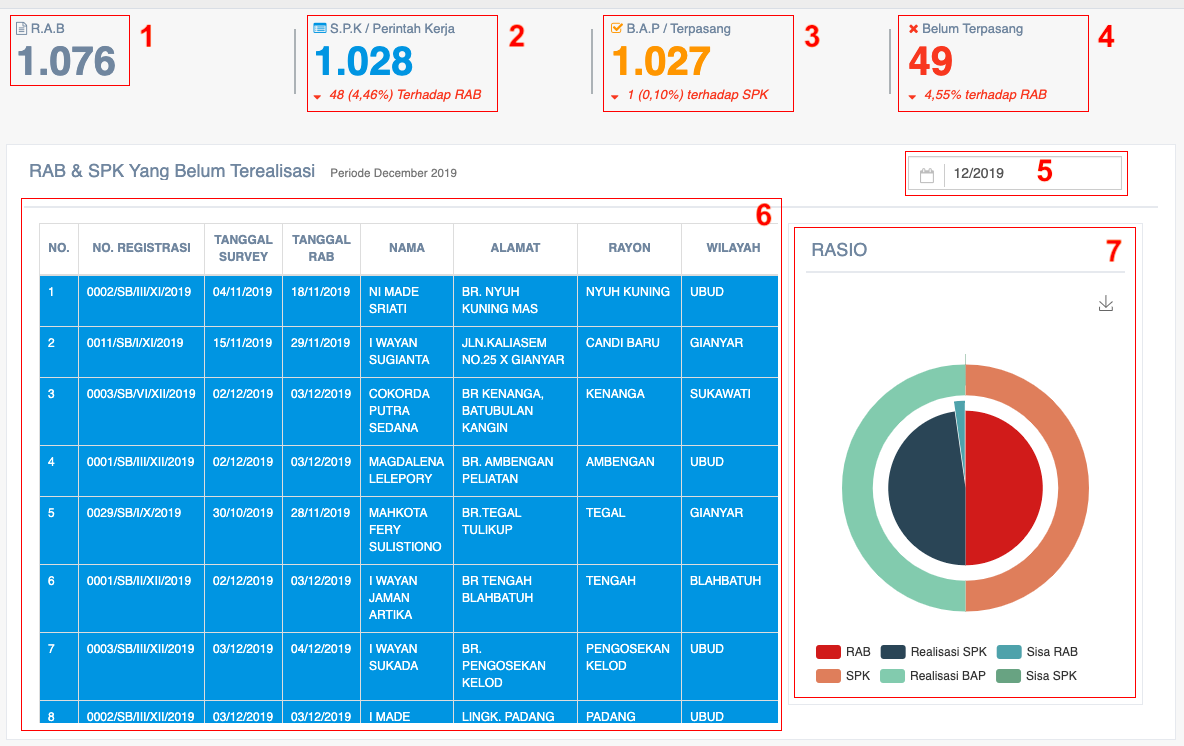 R.A.B
1
1.076
S.P.K / Perintah Kerja
2
1.028
48 (4,46%) Terhadap RAB
B.A.P / Terpasang
3
1.027
1 (0,10%) terhadap SPK
Belum Terpasang
4
49
4,55% terhadap RAB
RAB & SPK Yang Belum Terealisasi Periode December 2019
12/2019
5
6
NO. NO. REGISTRASI TANGGAL SURVEY TANGGAL RAB NAMA ALAMAT RAYON WILAYAH
1 0002/SB/III/XI/2019 04/11/2019 18/11/2019 NI MADE BR. NYUH NYUH KUNING UBUD
SRIATI KUNING MAS
2 0011/SB/I/XI/2019 15/11/2019 29/11/2019 I WAYAN JLN.KALIASEM CANDI BARU GIANYAR
SUGIANTA NO.25 X GIANYAR
3 0003/SB/VI/XII/2019 02/12/2019 03/12/2019 COKORDA BR KENANGA, KENANGA SUKAWATI
PUTRA BATUBULAN
SEDANA KANGIN
4 0001/SB/III/XII/2019 02/12/2019 03/12/2019 MAGDALENA BR. AMBENGAN AMBENGAN UBUD
LELEPORY PELIATAN
5 0029/SB/I/X/2019 30/10/2019 28/11/2019 MAHKOTA BR.TEGAL TEGAL GIANYAR
FERY TULIKUP
SULISTIONO
6 0001/SB/II/XII/2019 02/12/2019 03/12/2019 I WAYAN BR TENGAH TENGAH BLAHBATUH
JAMAN BLAHBATUH
ARTIKA
7 0003/SB/III/XII/2019 03/12/2019 04/12/2019 I WAYAN BR. PENGOSEKAN UBUD
SUKADA PENGOSEKAN KELOD
KELOD
8 0002/SB/III/XII/2019 03/12/2019 03/12/2019 I MADE LINGK. PADANG PADANG UBUD
RASIO
7
RAB Realisasi SPK Sisa RAB
SPK Realisasi BAP Sisa SPK